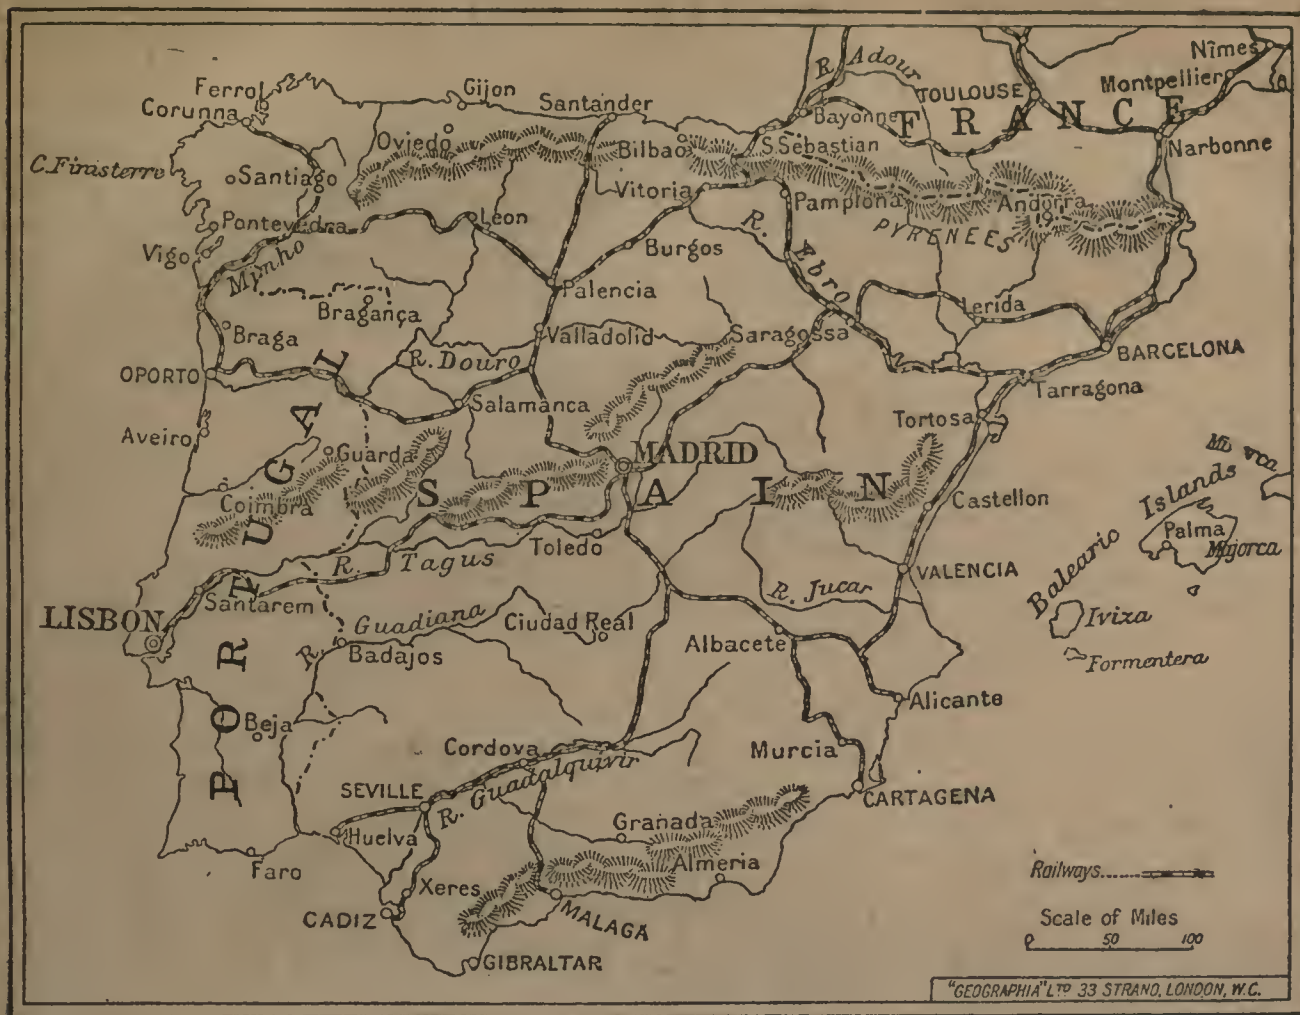 Nîmes
Montpellier
R. Adour
TOULOUSE
FRANCE
Ferrol
Corunna
Gijon
Santander
Bayonne
Oviedo
Bilbao
S. Sebastian
Narbonne
C. Firasterre
Santiago
Vitoria
Pamplona
Andorra
Pontevedra
Leon
PYRENEES
Vigo
Burgos
R. Ebro
Mynho
Bragança
Palencia
Lerida
Braga
Valladolid
Saragossa
R. Douro
BARCELONA
OPORTO
Salamanca
Tarragona
Tortosa
Aveiro
Guarda
MADRID
SPAIN
PORTUGAL
Coimbra
Castellon
Balearic Islands
Palma
Majorca
Toledo
R. Tagus
VALENCIA
R. Jucar
Santarem
LISBON
R. Guadiana
Ciudad Real
Iviza
Badajos
Albacete
Formentera
Alicante
Beja
Cordova
Murcia
R. Guadalquivir
SEVILLE
CARTAGENA
Huelva
Granada
Almeria
Faro
Xeres
CADIZ
MALAGA
GIBRALTAR
Railways
Scale of Miles
0 50 100
"GEOGRAPHIA" LTD 33 STRAND, LONDON, W.C.